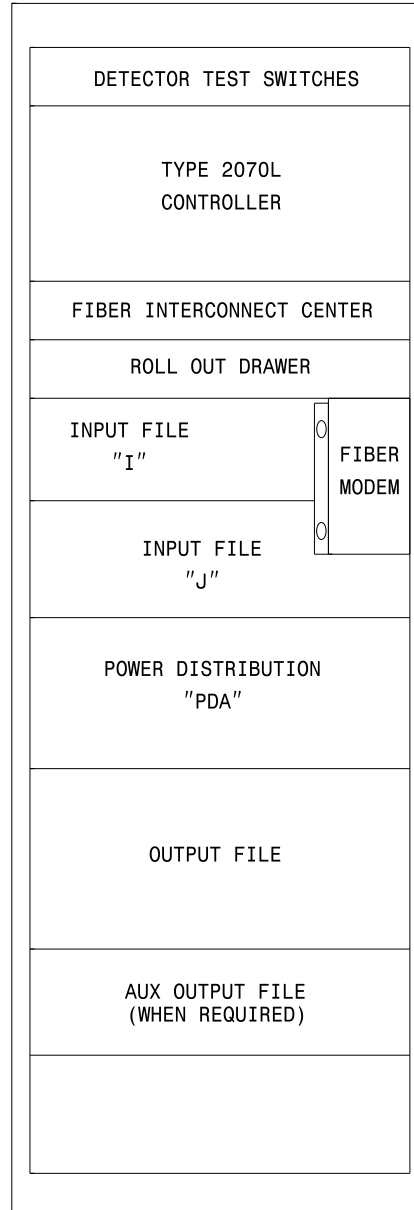 DETECTOR TEST SWITCHES
TYPE 2070L
CONTROLLER
FIBER INTERCONNECT CENTER
ROLL OUT DRAWER
INPUT FILE
"I"
FIBER
MODEM
INPUT FILE
"J"
POWER DISTRIBUTION
"PDA"
OUTPUT FILE
AUX OUTPUT FILE
(WHEN REQUIRED)